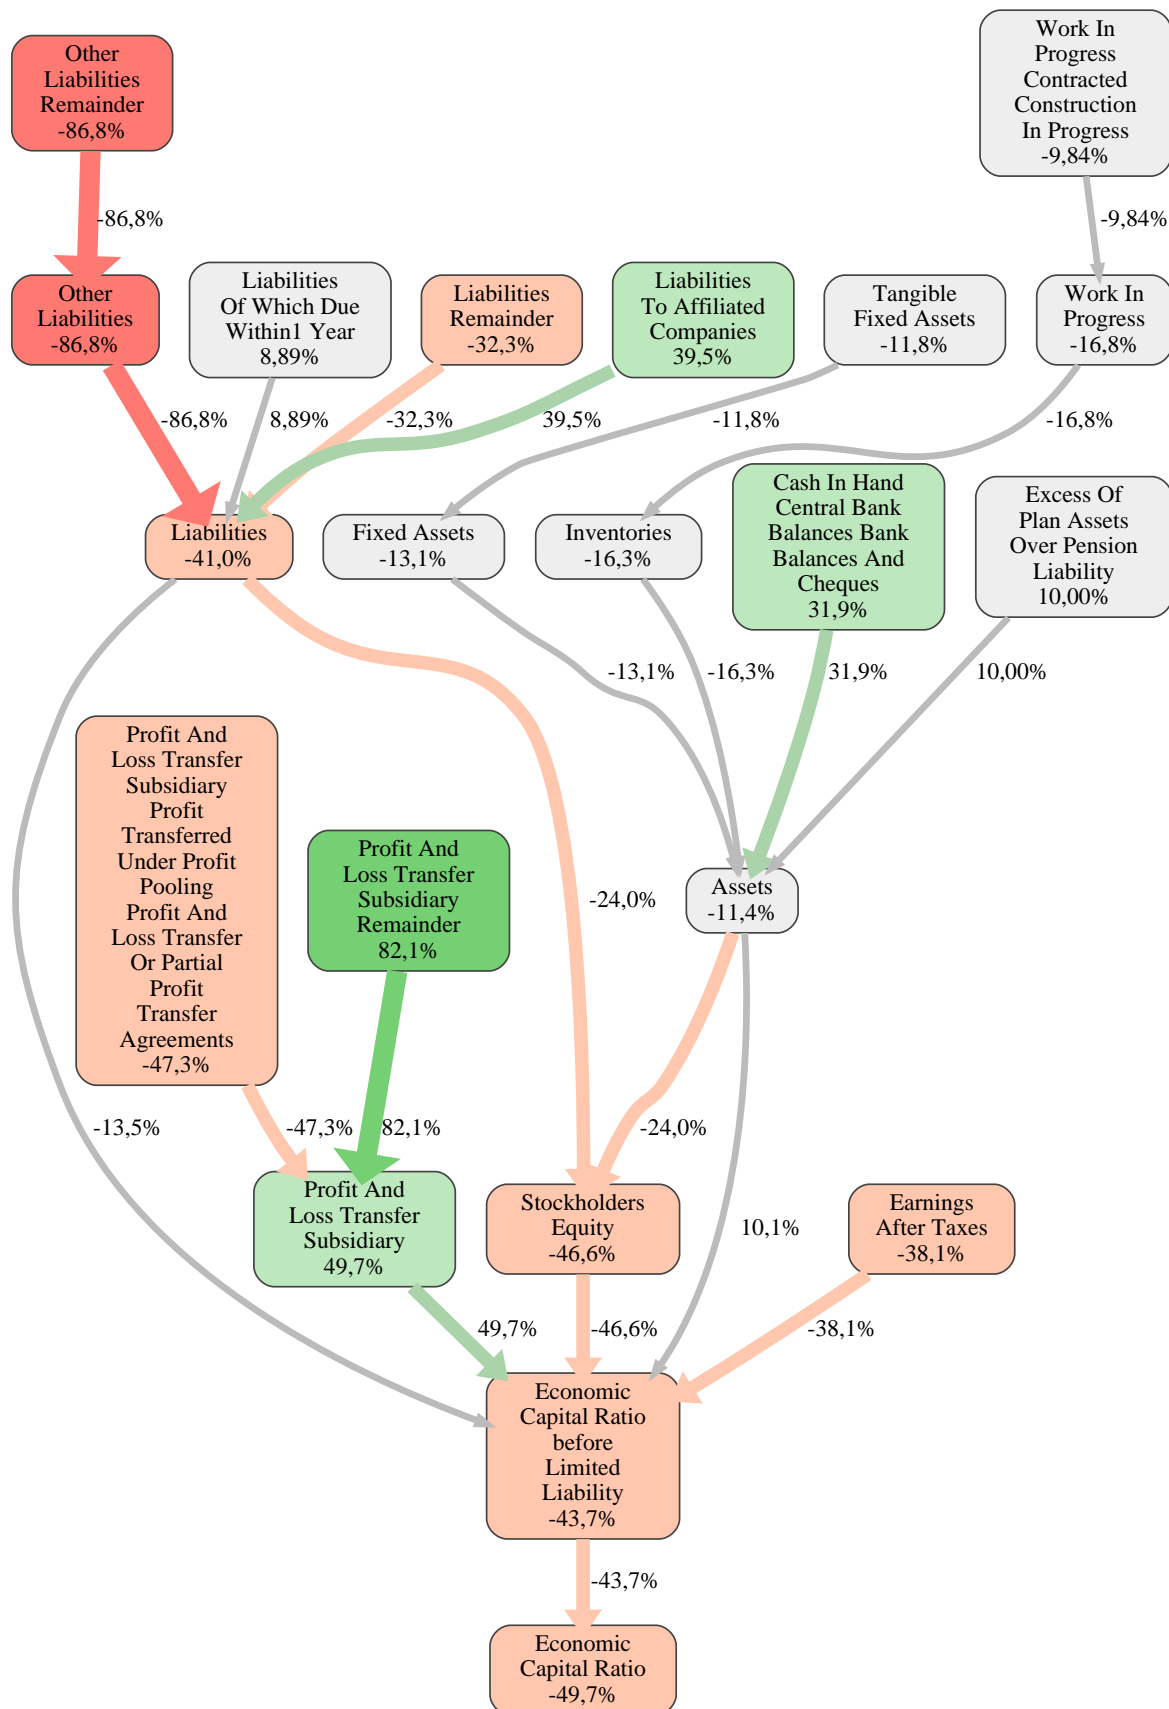 Other
Liabilities
Remainder
-86,8%
Work In
Progress
Contracted
Construction
In Progress
-9,84%
-86,8%
-9,84%
Other
Liabilities
-86,8%
Liabilities
Of Which Due
Within1 Year
8,89%
Liabilities
Remainder
-32,3%
Liabilities
To Affiliated
Companies
39,5%
Tangible
Fixed Assets
-11,8%
Work In
Progress
-16,8%
-86,8%
8,89%
-32,3%
39,5%
-11,8%
-16,8%
Liabilities
-41,0%
Fixed Assets
-13,1%
Inventories
-16,3%
Cash In Hand
Central Bank
Balances Bank
Balances And
Cheques
31,9%
Excess Of
Plan Assets
Over Pension
Liability
10,00%
-13,1%
-16,3%
31,9%
10,00%
Profit And
Loss Transfer
Subsidiary
Profit
Transferred
Under Profit
Pooling
Profit And
Loss Transfer
Or Partial
Profit
Transfer
Agreements
-47,3%
Profit And
Loss Transfer
Subsidiary
Remainder
82,1%
-24,0%
Assets
-11,4%
-13,5%
-47,3%
82,1%
-24,0%
Profit And
Loss Transfer
Subsidiary
49,7%
Stockholders
Equity
-46,6%
10,1%
Earnings
After Taxes
-38,1%
49,7%
-46,6%
-38,1%
Economic
Capital Ratio
before
Limited
Liability
-43,7%
-43,7%
Economic
Capital Ratio
-49,7%